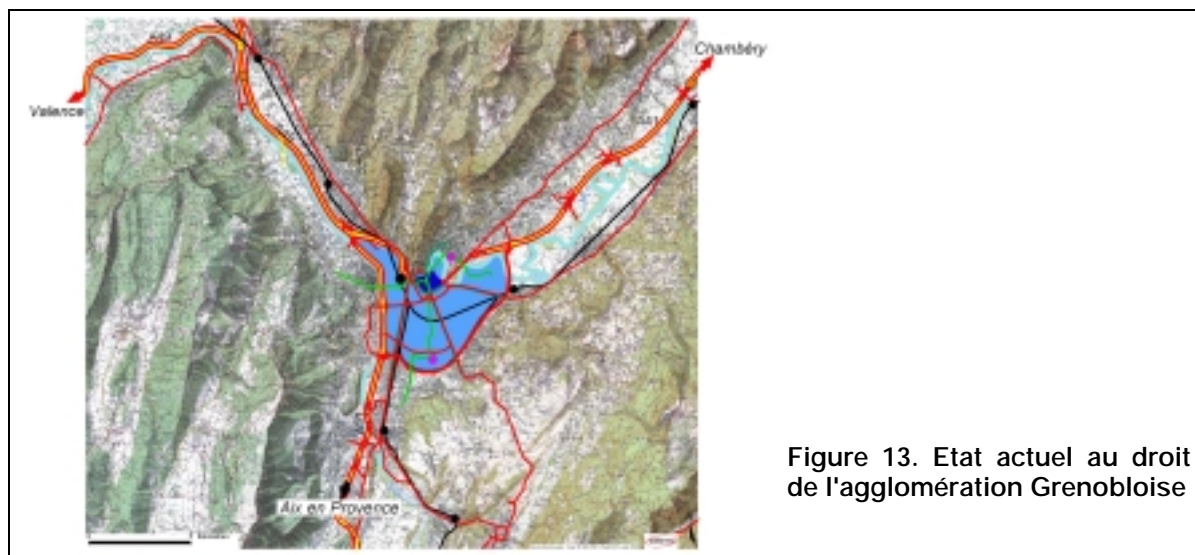 Chambéry
Valence
Aix en Provence
Figure 13. Etat actuel au droit
de l'agglomération Grenobloise